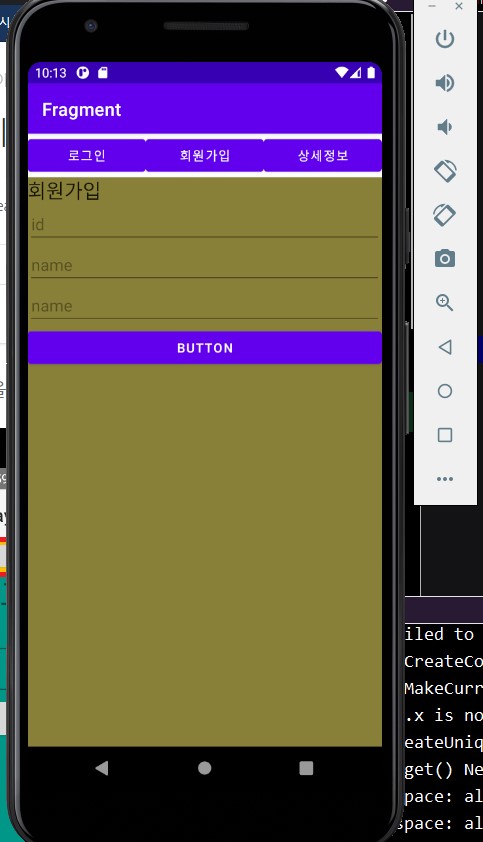 10:13
Fragment
로그인 회원가입 상세정보
회원가입
id
name
name
BUTTON
iled to
CreateCo
MakeCurr
.x is no
eateUniq
get() Ne
pace: al
space: al